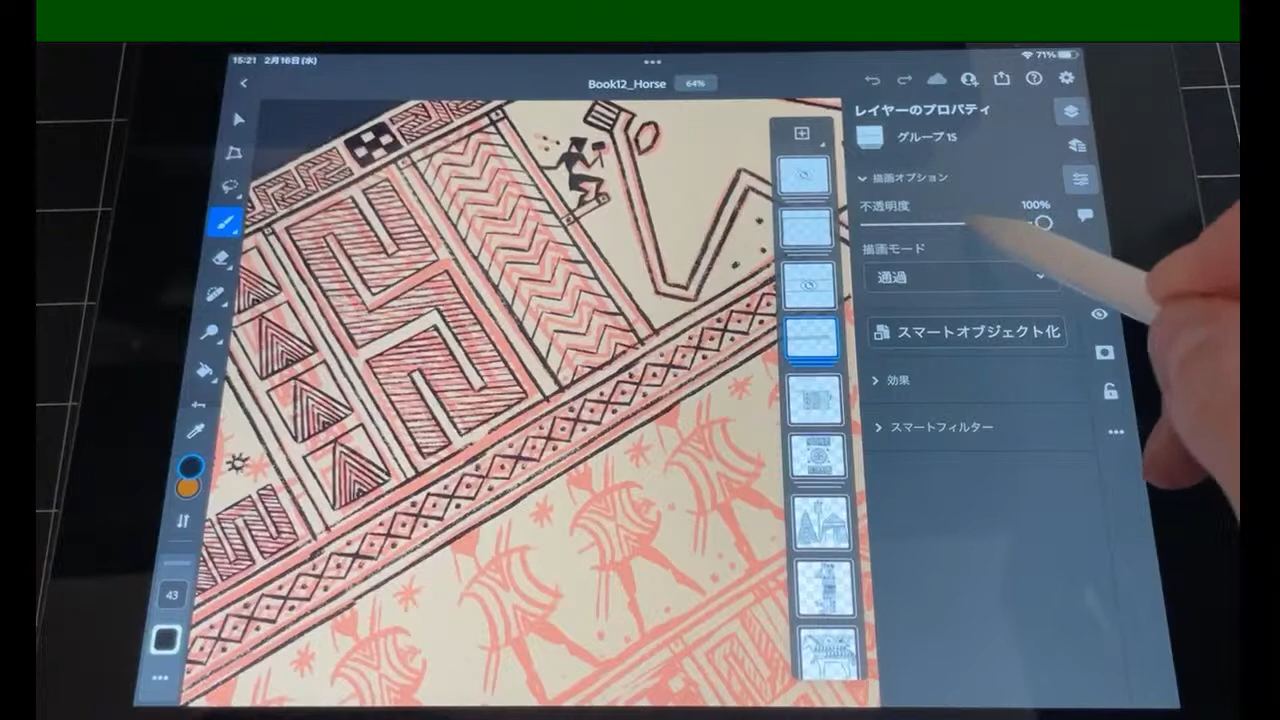 15:21 2月16日(水)
71%
Book12_Horse 64%
レイヤーのプロパティ
グループ 15
描画オプション
不透明度 100%
描画モード
通過
スマートオブジェクト化
効果
スマートフィルター
43